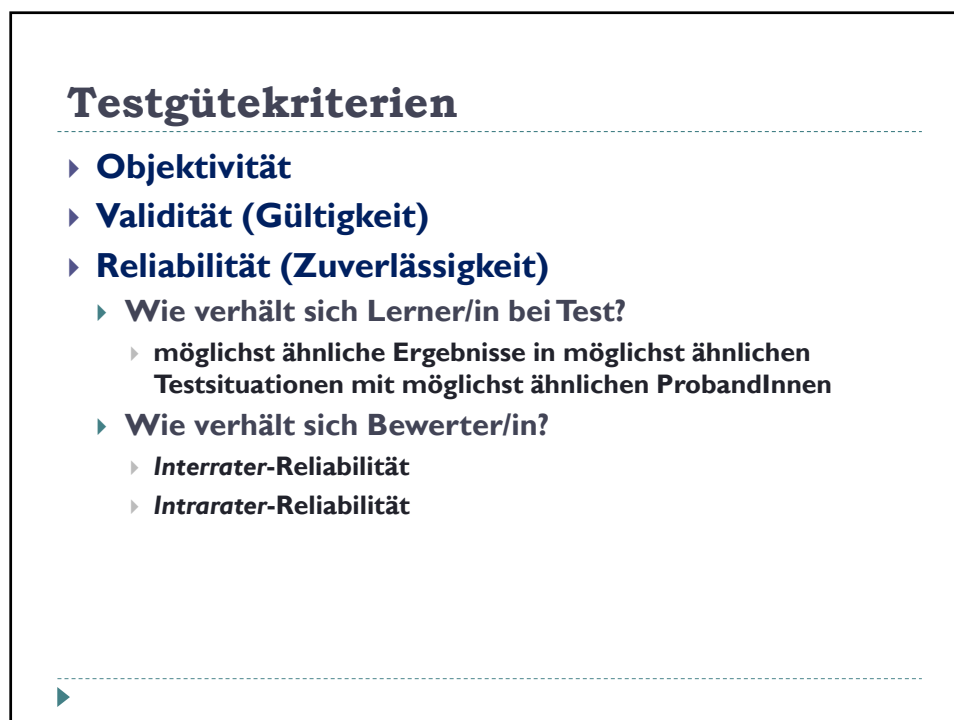 Testgütekriterien
Objektivität
Validität (Gültigkeit)
Reliabilität (Zuverlässigkeit)
Wie verhält sich Lerner/in bei Test?
möglichst ähnliche Ergebnisse in möglichst ähnlichen
Testsituationen mit möglichst ähnlichen ProbandInnen
Wie verhält sich Bewerter/in?
Interrater-Reliabilität
Intrarater-Reliabilität